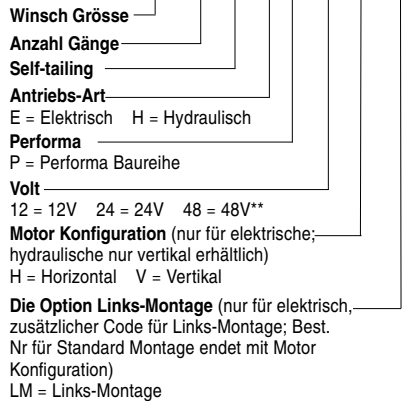 Winsch Grösse
Anzahl Gänge
Self-tailing
Antriebs-Art
E = Elektrisch    H = Hydraulisch
Performa
P = Performa Baureihe
Volt
12 = 12V    24 = 24V    48 = 48V**
Motor Konfiguration (nur für elektrische;
hydraulische nur vertikal erhältlich)
H = Horizontal    V = Vertikal
Die Option Links-Montage (nur für elektrisch,
zusätzlicher Code für Links-Montage; Best.
Nr für Standard Montage endet mit Motor
Konfiguration)
LM = Links-Montage